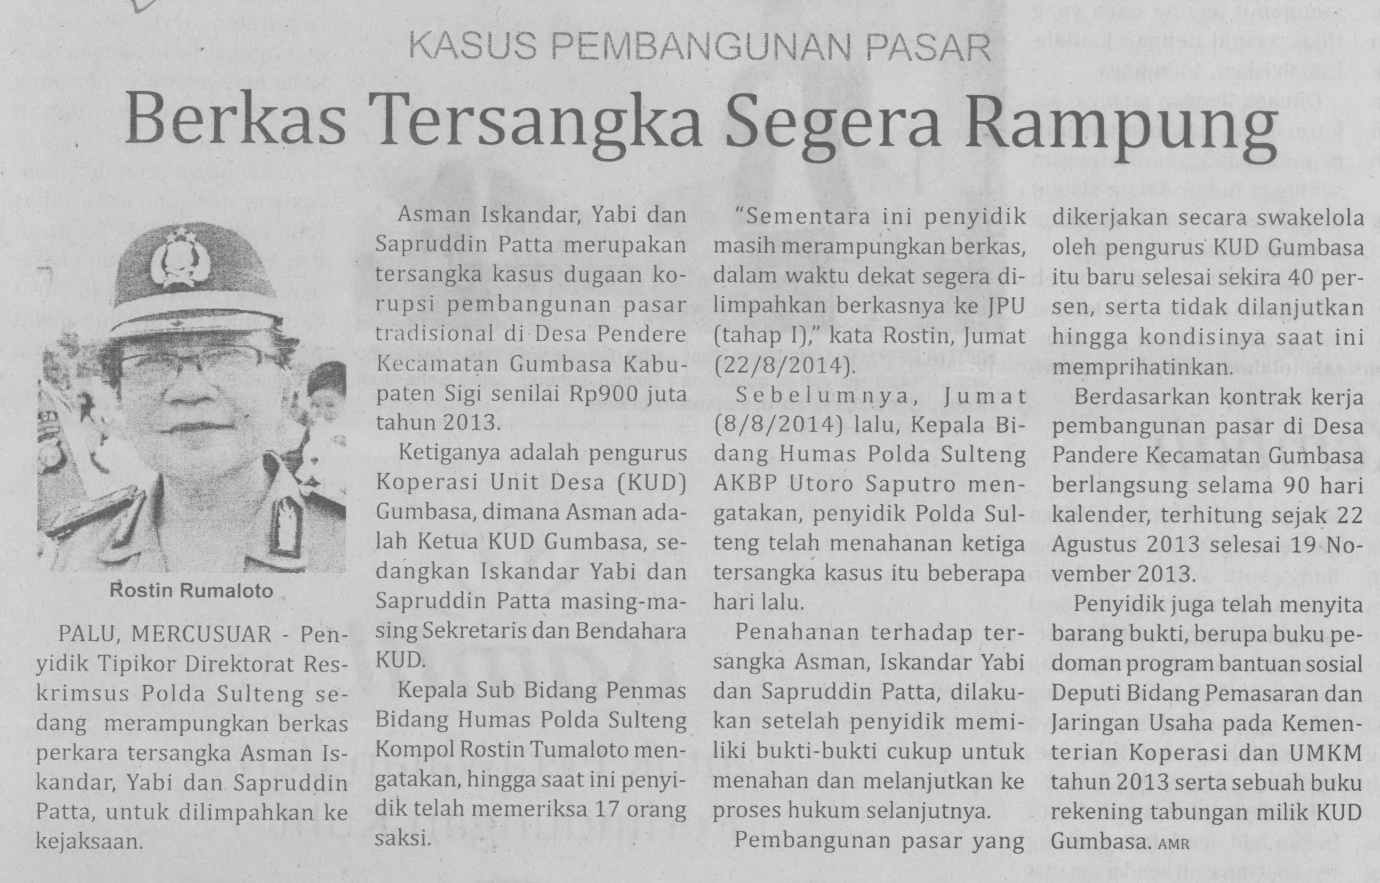 KASUS PEMBANGUNAN PASAR
Berkas Tersangka Segera Rampung
Rostin Rumaloto
PALU, MERCUSUAR - Pen-
yidik Tipikor Direktorat Res-
krimsus Polda Sulteng se-
dang merampungkan berkas
perkara tersangka Asman Is-
kandar, Yabi dan Sapruddin
Patta, untuk dilimpahkan ke
kejaksaan.
Asman Iskandar, Yabi dan
Sapruddin Patta merupakan
tersangka kasus dugaan ko-
rupsi pembangunan pasar
tradisional di Desa Pendere
Kecamatan Gumbasa Kabu-
paten Sigi senilai Rp900 juta
tahun 2013.
Ketiganya adalah pengurus
Koperasi Unit Desa (KUD)
Gumbasa, dimana Asman ada-
lah Ketua KUD Gumbasa, se-
dangkan Iskandar Yabi dan
Sapruddin Patta masing-ma-
sing Sekretaris dan Bendahara
KUD.
Kepala Sub Bidang Penmas
Bidang Humas Polda Sulteng
Kompol Rostin Tumaloto men-
gatakan, hingga saat ini penyi-
dik telah memeriksa 17 orang
saksi.
"Sementara ini penyidik
masih merampungkan berkas,
dalam waktu dekat segera di-
limpahkan berkasnya ke JPU
(tahap I)," kata Rostin, Jumat
(22/8/2014).
Sebelumnya, Jumat
(8/8/2014) lalu, Kepala Bi-
dang Humas Polda Sulteng
AKBP Utoro Saputro men-
gatakan, penyidik Polda Sul-
teng telah menahanan ketiga
tersangka kasus itu beberapa
hari lalu.
Penahanan terhadap ter-
sangka Asman, Iskandar Yabi
dan Sapruddin Patta, dilaku-
kan setelah penyidik memi-
liki bukti-bukti cukup untuk
menahan dan melanjutkan ke
proses hukum selanjutnya.
Pembangunan pasar yang
dikerjakan secara swakelola
oleh pengurus KUD Gumbasa
itu baru selesai sekira 40 per-
sen, serta tidak dilanjutkan
hingga kondisinya saat ini
memprihatinkan.
Berdasarkan kontrak kerja
pembangunan pasar di Desa
Pandere Kecamatan Gumbasa
berlangsung selama 90 hari
kalender, terhitung sejak 22
Agustus 2013 selesai 19 No-
vember 2013.
Penyidik juga telah menyita
barang bukti, berupa buku pe-
doman program bantuan sosial
Deputi Bidang Pemasaran dan
Jaringan Usaha pada Kemen-
terian Koperasi dan UMKM
tahun 2013 serta sebuah buku
rekening tabungan milik KUD
Gumbasa. AMR